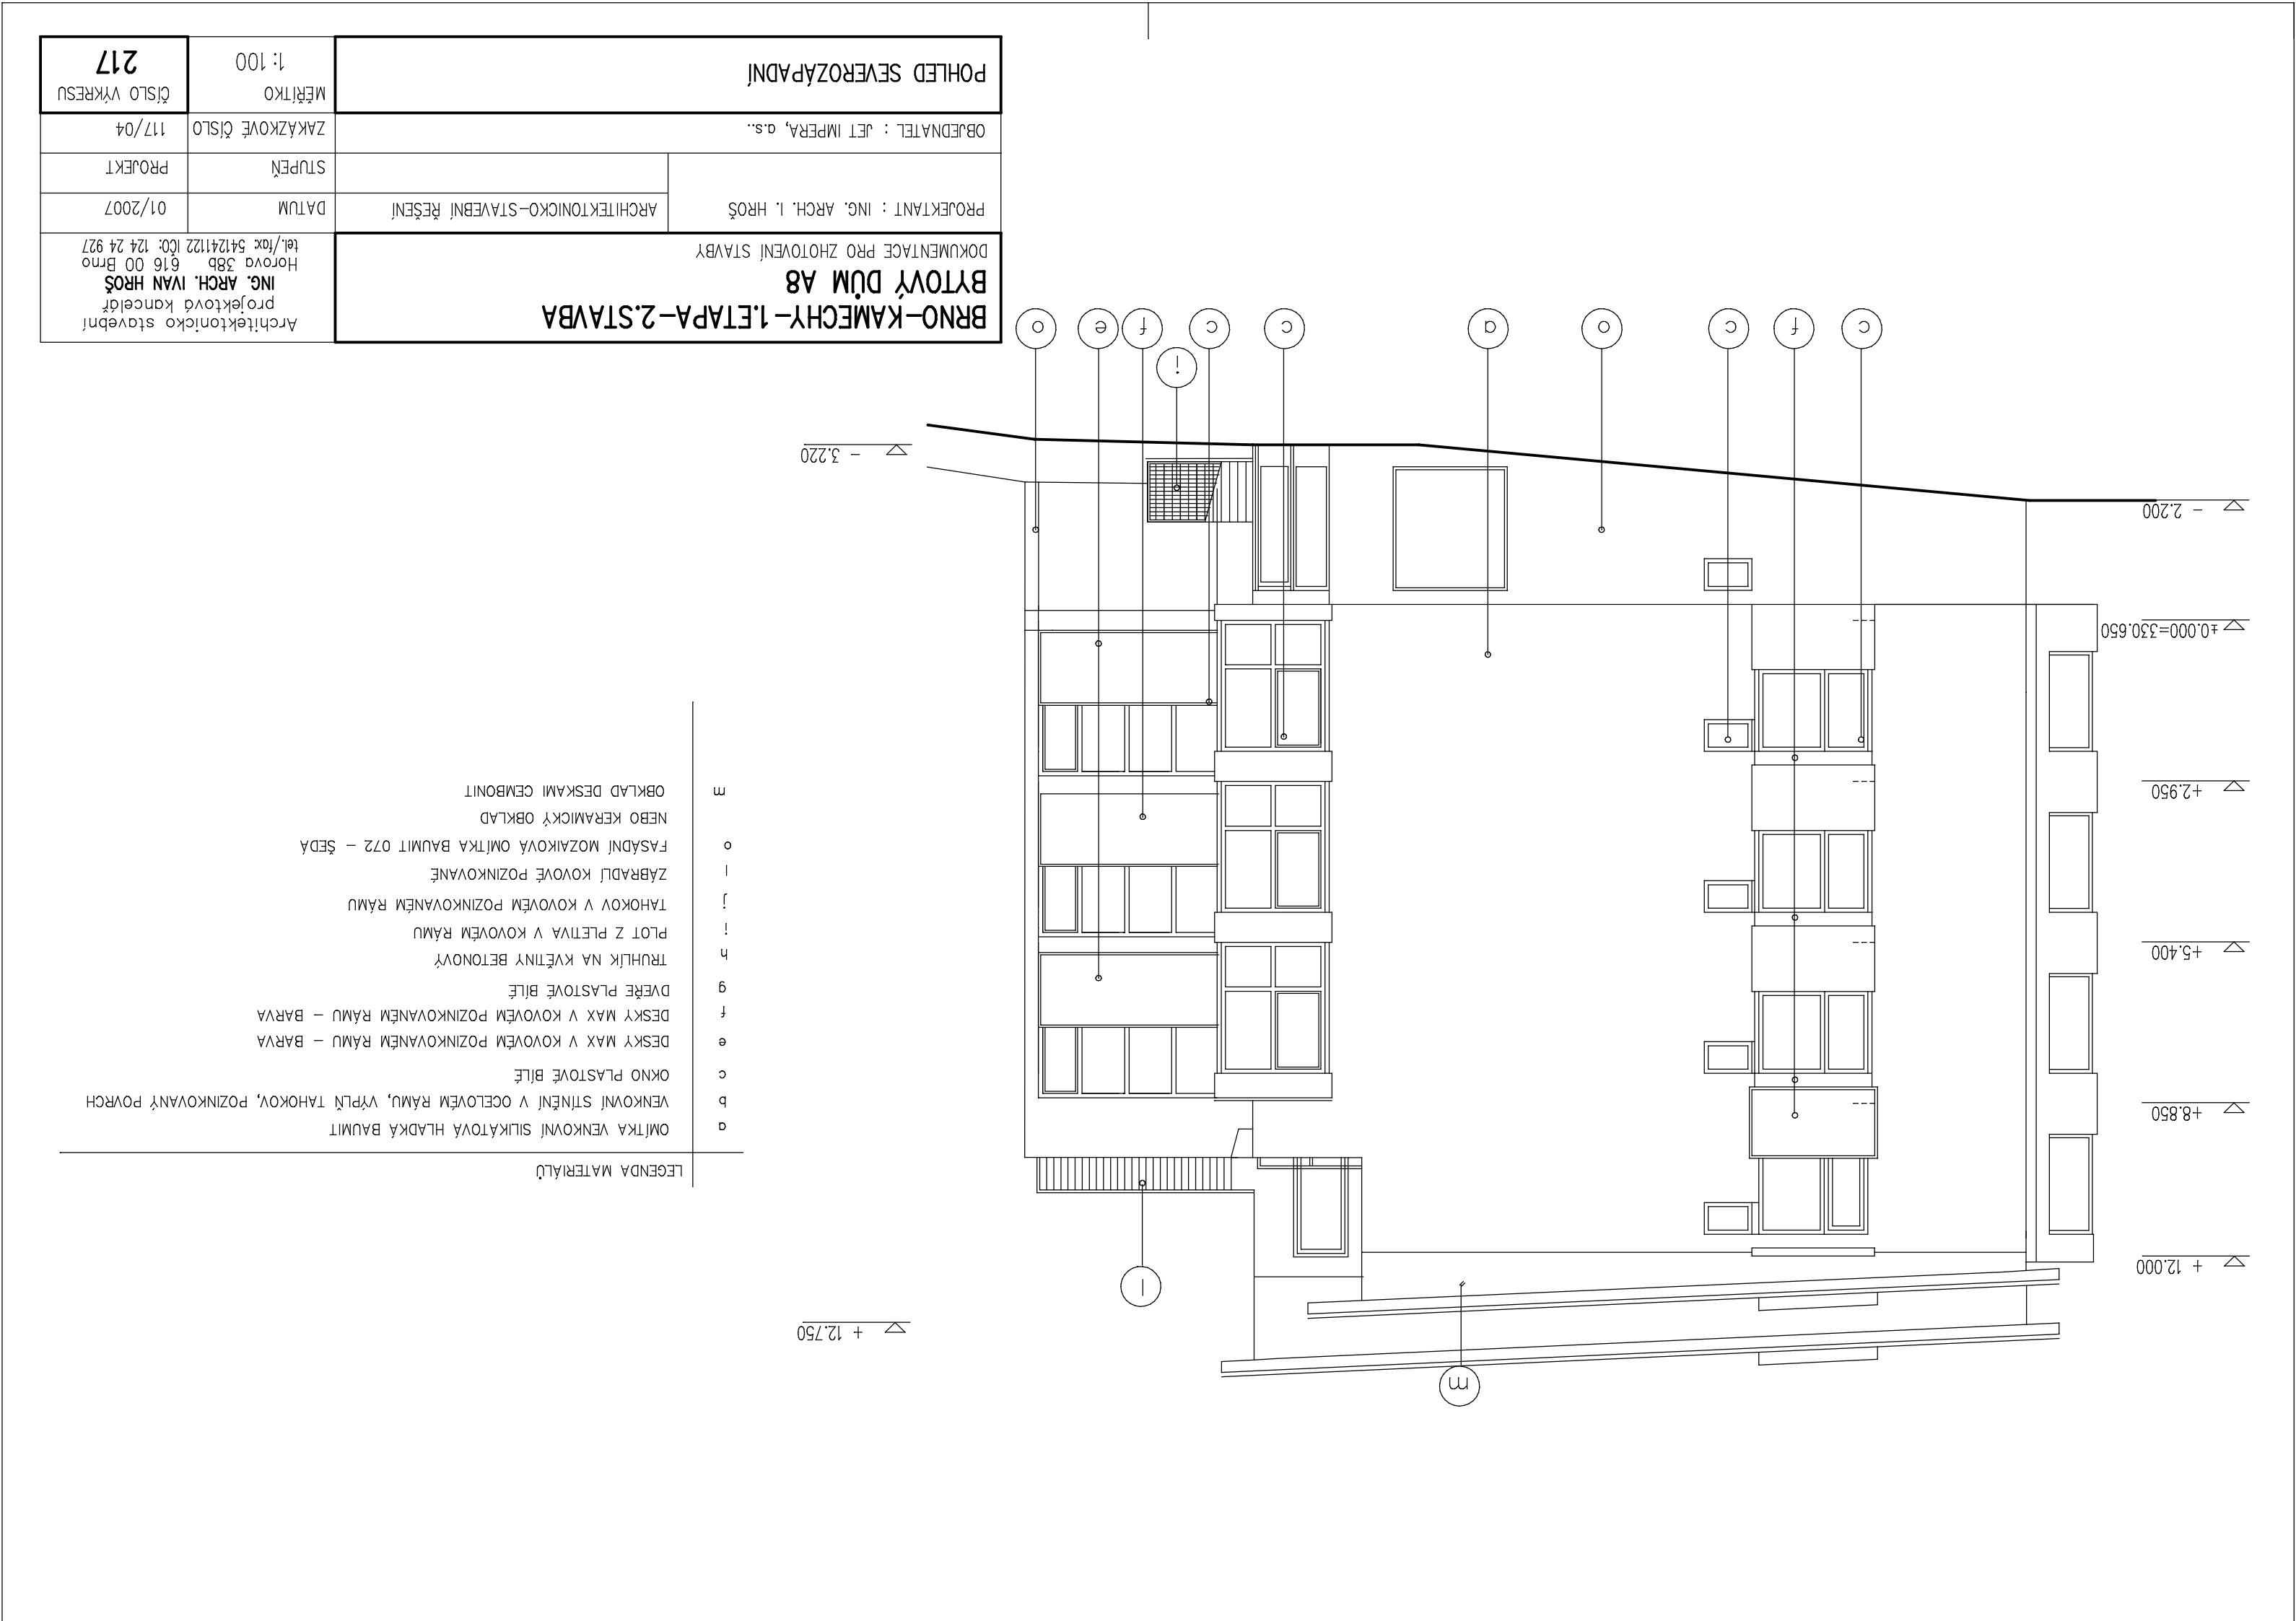 m
+ 12.750
l
+ 12.000
+8.850
+5.400
+2.950
±0.000=330.650
- 2.200
- 3.220
LEGENDA MATERIÁLŮ
a OMÍTKA VENKOVNÍ SILIKÁTOVÁ HLADKÁ BAUMIT
b VENKOVNÍ STÍNĚNÍ V OCELOVÉM RÁMU, VÝPLŇ TAHOKOV, POZINKOVANÝ POVRCH
c OKNO PLASTOVÉ BÍLÉ
e DESKY MAX V KOVOVÉM POZINKOVANÉM RÁMU – BARVA
f DESKY MAX V KOVOVÉM POZINKOVANÉM RÁMU – BARVA
g DVEŘE PLASTOVÉ BÍLÉ
h TRUHLÍK NA KVĚTINY BETONOVÝ
i PLOT Z PLETIVA V KOVOVÉM RÁMU
j TAHOKOV V KOVOVÉM POZINKOVANÉM RÁMU
l ZÁBRADLÍ KOVOVÉ POZINKOVANÉ
o FASÁDNÍ MOZAIKOVÁ OMÍTKA BAUMIT 072 – ŠEDÁ
NEBO KERAMICKÝ OBKLAD
m OBKLAD DESKAMI CEMBONIT
i
c f c o a c c f e o
BRNO–KAMECHY–1.ETAPA–2.STAVBA
BYTOVÝ DŮM A8
DOKUMENTACE PRO ZHOTOVENÍ STAVBY
Architektonicko stavební
projektová kancelář
ING. ARCH. IVAN HROŠ
Horova 38b 616 00 Brno
tel./fax: 541241122 IČO: 124 24 927
PROJEKTANT : ING. ARCH. I. HROŠ
ARCHITEKTONICKO–STAVEBNÍ ŘEŠENÍ
DATUM 01/2007
STUPEŇ PROJEKT
OBJEDNATEL : JET IMPERA, a.s..
ZAKÁZKOVÉ ČÍSLO 117/04
POHLED SEVEROZÁPADNÍ
MĚŘÍTKO
1:100
ČÍSLO VÝKRESU
217